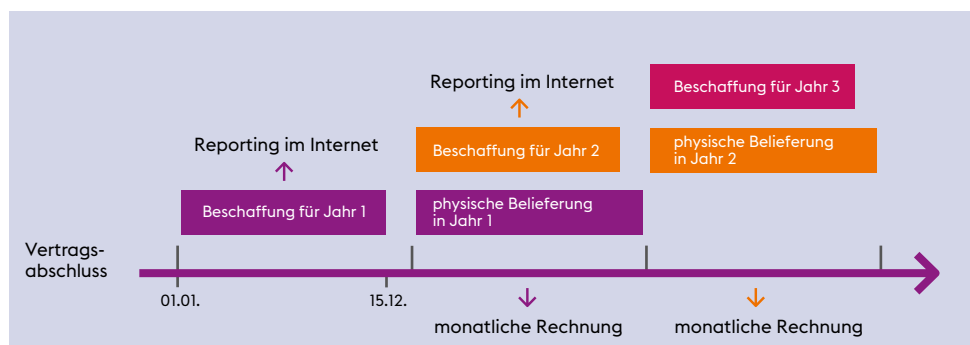 Beschaffung für Jahr 3
Reporting im Internet
Beschaffung für Jahr 2
physische Belieferung
in Jahr 2
Reporting im Internet
Beschaffung für Jahr 1
physische Belieferung
in Jahr 1
Vertrags-
abschluss
01.01.
15.12.
monatliche Rechnung
monatliche Rechnung